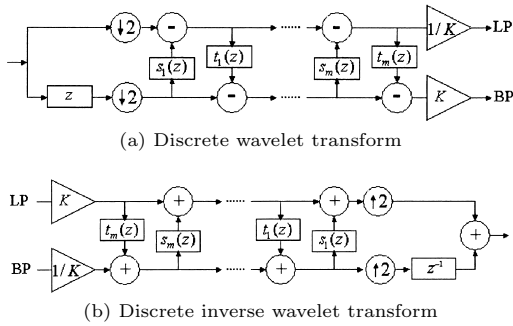 ↓2 - - 1/K LP
s₁(z) t₁(z) sₘ(z) tₘ(z)
z ↓2 - - K BP
(a) Discrete wavelet transform
LP K + + ↑2
tₘ(z) sₘ(z) t₁(z) s₁(z) +
BP 1/K + + ↑2 z⁻¹
(b) Discrete inverse wavelet transform